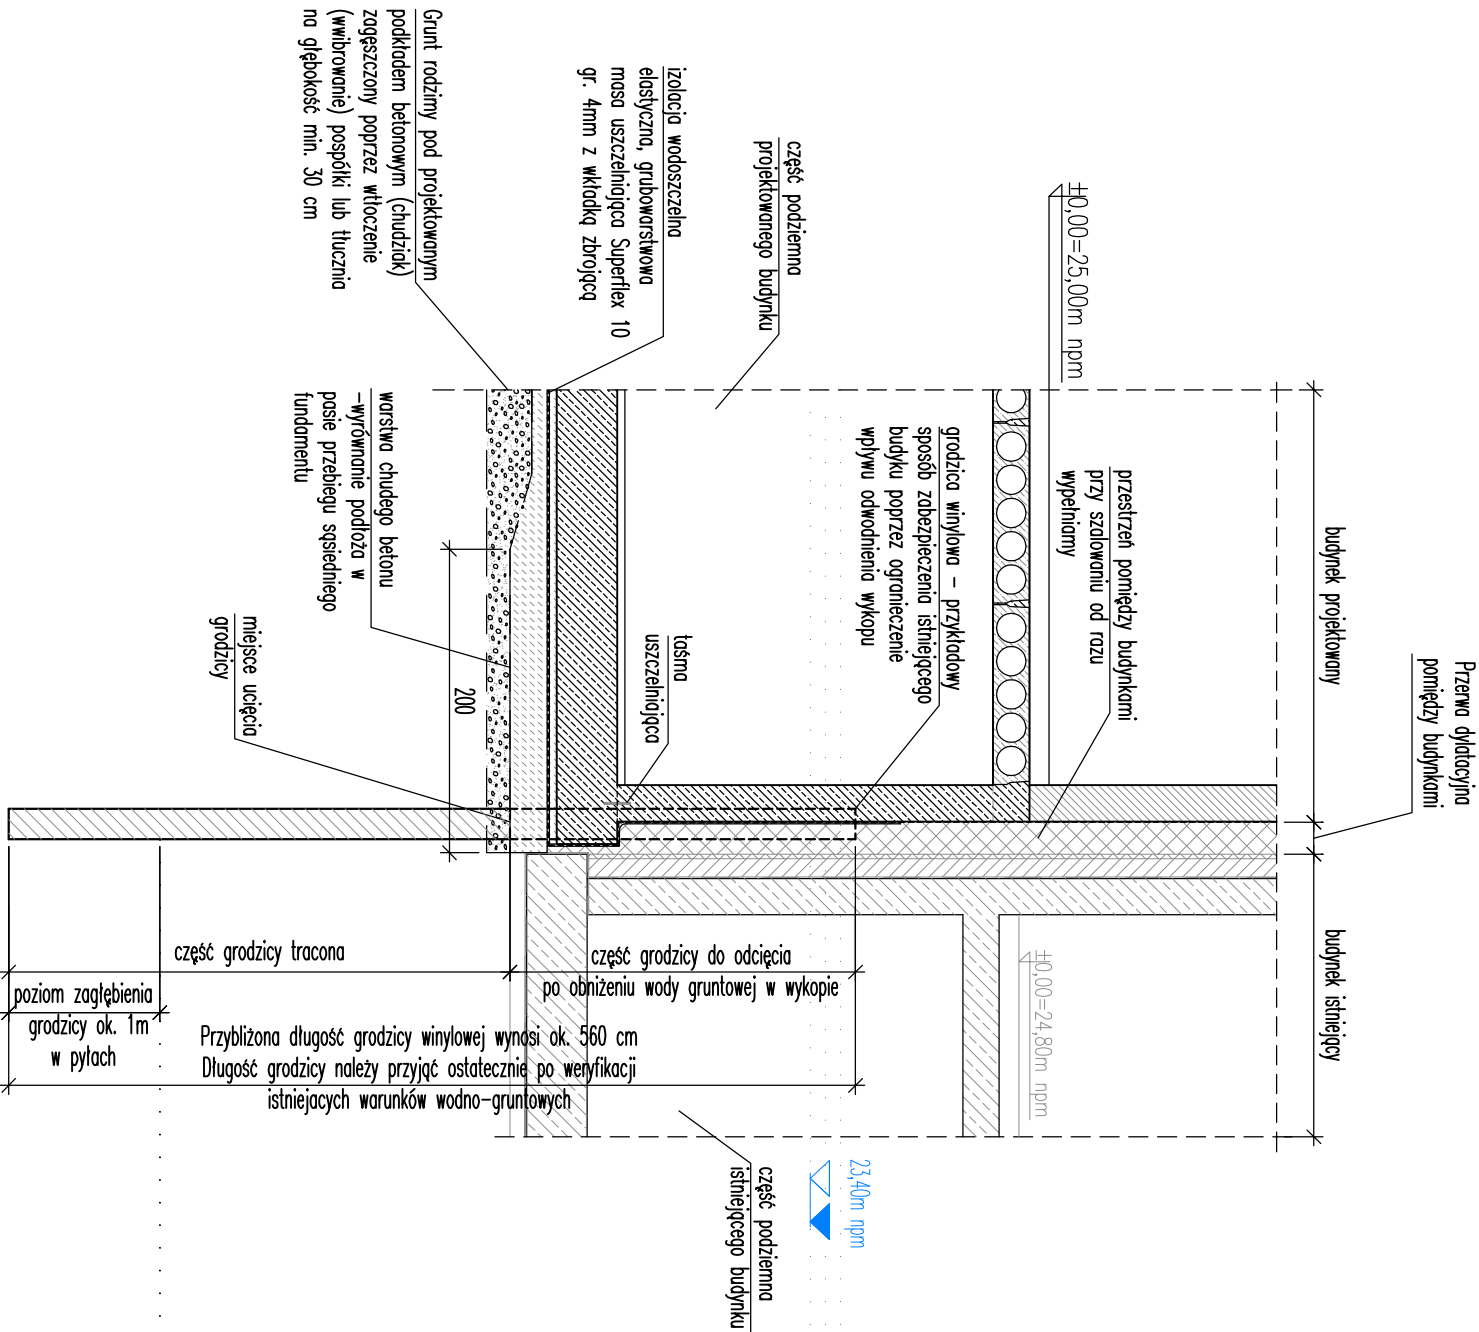 Przerwa dylatacyjna
pomiędzy budynkami
budynek projektowany
budynek istniejący
±0,00=25,00m npm
przestrzeń pomiędzy budynkami
przy szalowaniu od razu
wypełniamy
±0,00=24,80m npm
grodzica winylowa - przykładowy
sposób zabezpieczenia istniejącego
budyku poprzez ogranieczenie
wpływu odwodnienia wykopu
23,40m npm
część podziemna
projektowanego budynku
część podziemna
istniejącego budynku
izolacja wodoszczelna
elastyczna, grubowarstwowa
masa uszczelniająca Superflex 10
gr. 4mm z wkładką zbrojącą
taśma
uszczelniająca
200
Grunt rodzimy pod projektowanym
podkładem betonowym (chudziak)
zagęszczony poprzez wtłoczenie
(wwibrowanie) pospółki lub tłucznia
na głębokość min. 30 cm
warstwa chudego betonu
-wyrównanie podłoża w
pasie przebiegu sąsiedniego
fundamentu
miejsce ucięcia
grodzicy
część grodzicy tracona
część grodzicy do odcięcia
po obniżeniu wody gruntowej w wykopie
poziom zagłębienia
grodzicy ok. 1m
w pyłach
Przybliżona długość grodzicy winylowej wynosi ok. 560 cm
Długość grodzicy należy przyjąć ostatecznie po weryfikacji
istniejacych warunków wodno-gruntowych